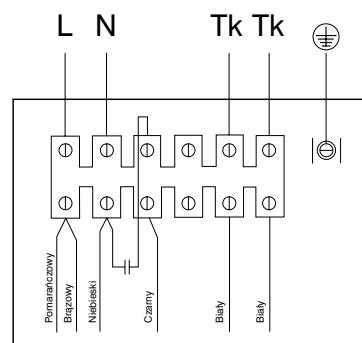 L N Tk Tk
Pomarańczowy
Brązowy
Niebieski
Czarny
Biały
Biały